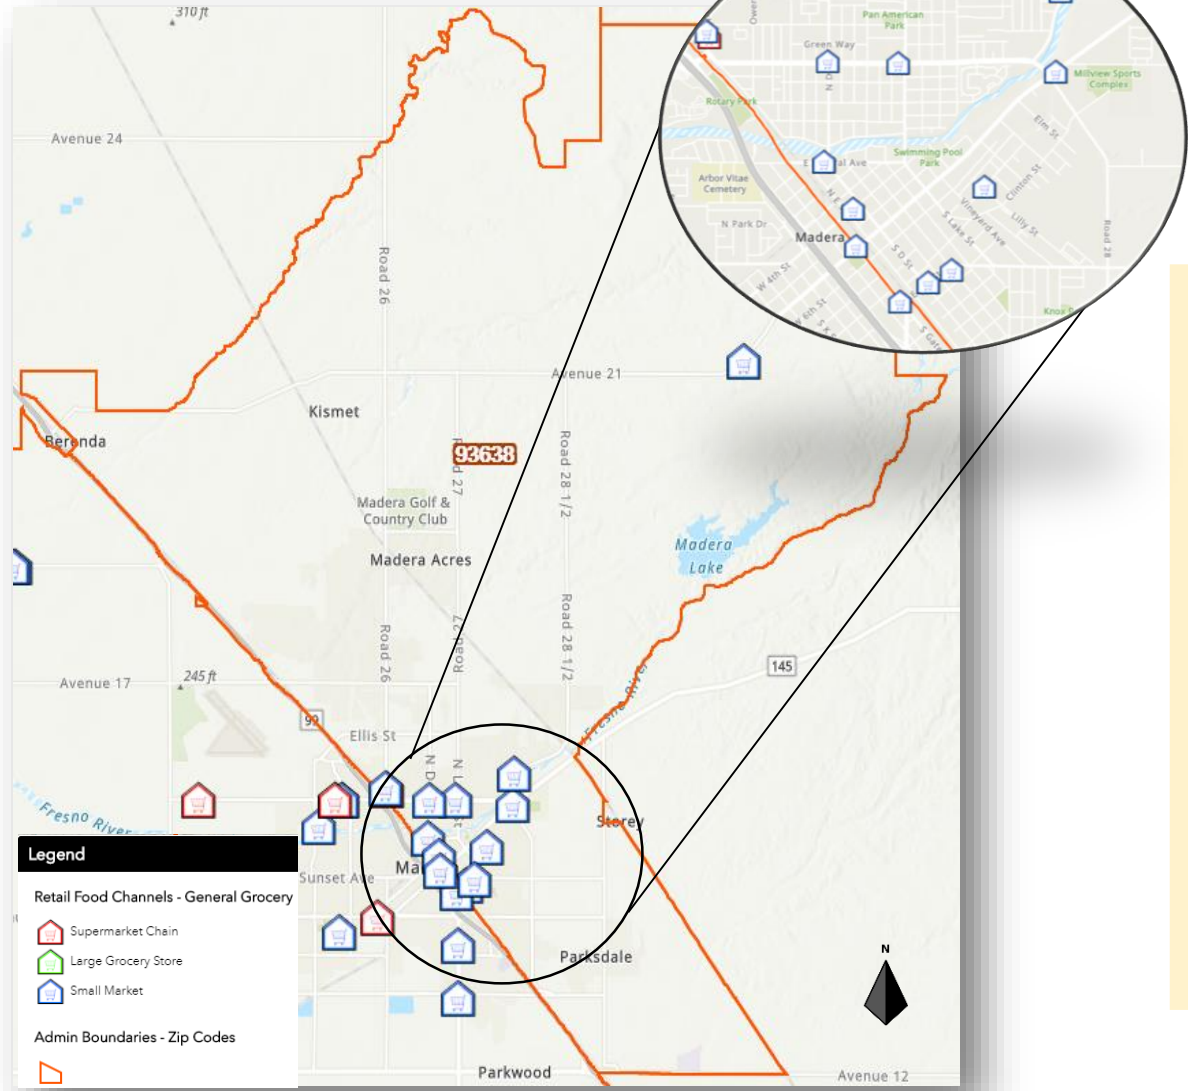 310 ft
Pan American
Park
Green Way
Millview Sports
Complex
Avenue 24
Rotary Park
Elm St
Swimming Pool
Park
Arbor Vitae
Cemetery
Clinton St
N Park Dr
Vineyard Ave
Lilly St
S Lake St
Madera
Road 28
S D St
W 4th St
W 6th St
Road 26
Avenue 21
Kismet
Berenda
93638
Road 28 1/2
Madera Golf &
Country Club
Madera
Lake
Madera Acres
Road 28 1/2
Road 27
Road 26
145
Avenue 17
245 ft
99
Fresno River
Ellis St
Storey
Fresno River
Sunset Ave
Parksdale
Parkwood
Avenue 12
N
Legend
Retail Food Channels - General Grocery
Supermarket Chain
Large Grocery Store
Small Market
Admin Boundaries - Zip Codes